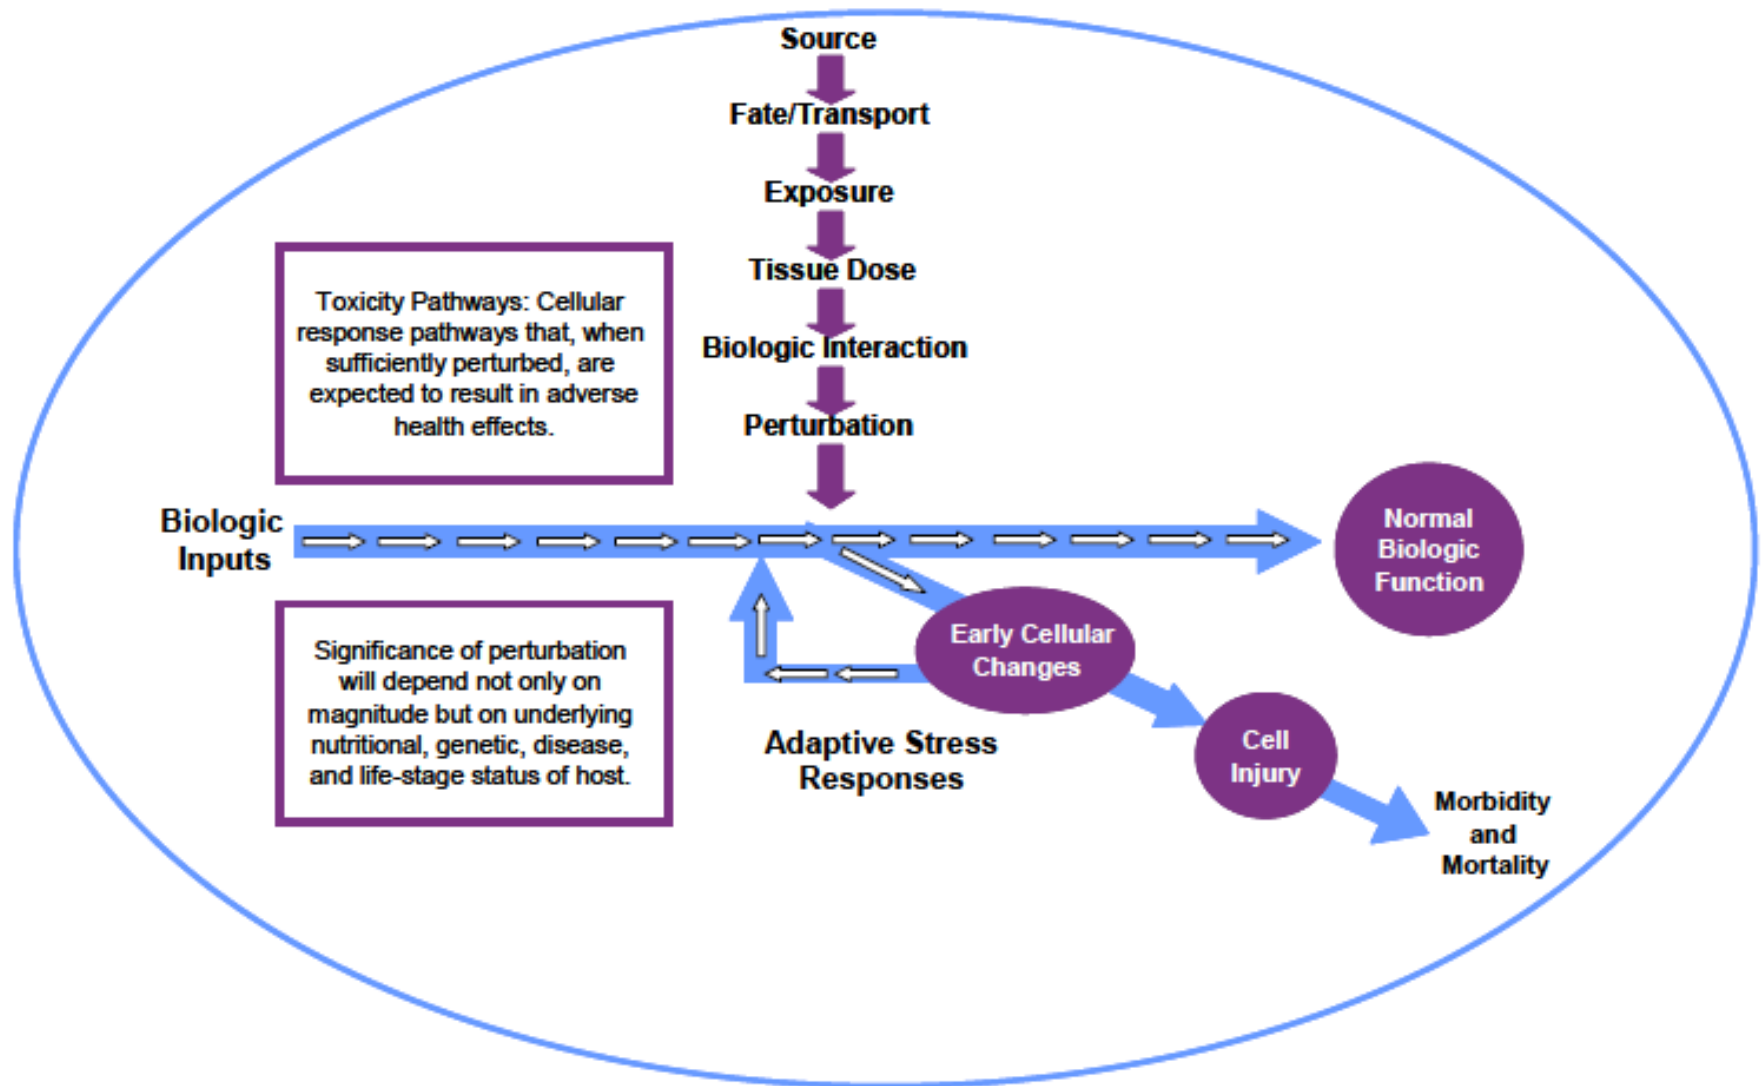 Source
Fate/Transport
Exposure
Tissue Dose
Biologic Interaction
Perturbation
Toxicity Pathways: Cellular
response pathways that, when
sufficiently perturbed, are
expected to result in adverse
health effects.
Biologic
Inputs
Normal
Biologic
Function
Significance of perturbation
will depend not only on
magnitude but on underlying
nutritional, genetic, disease,
and life-stage status of host.
Early Cellular
Changes
Adaptive Stress
Responses
Cell
Injury
Morbidity
and
Mortality